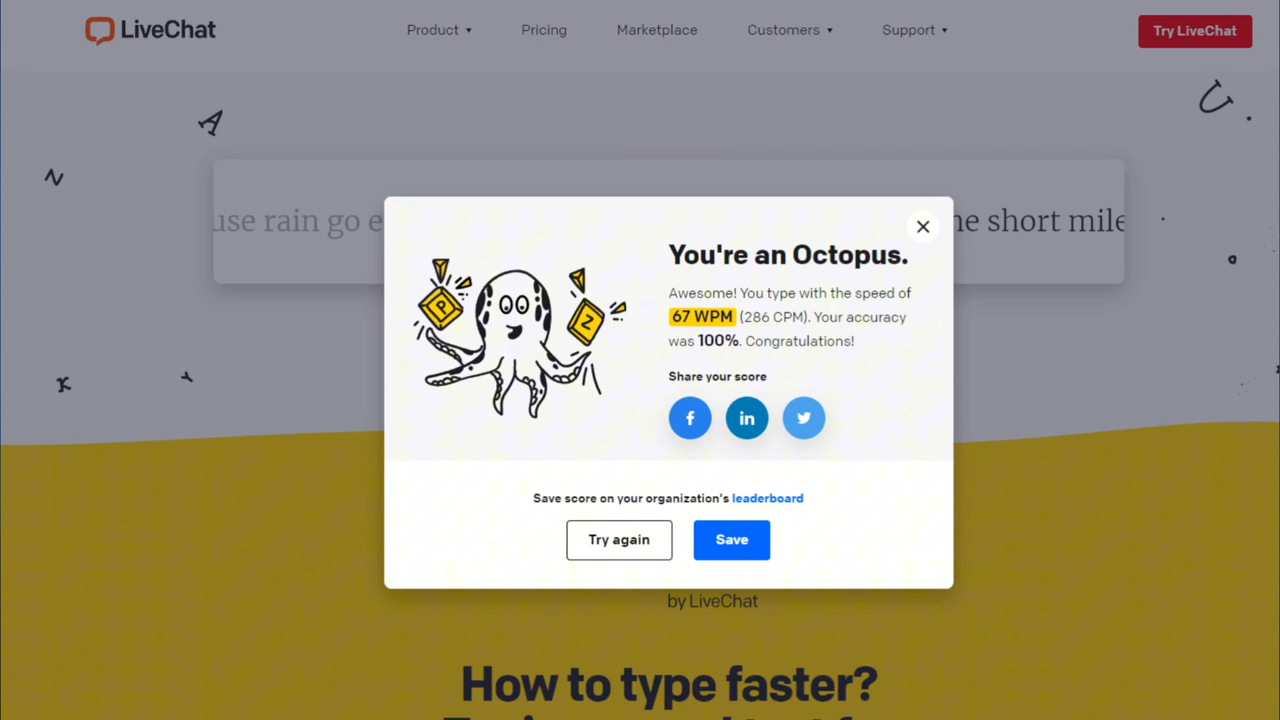 LiveChat
Product ▾ Pricing Marketplace Customers ▾ Support ▾ Try LiveChat
A
U
N
use rain go e
ne short mile
You're an Octopus.
P
Z
Awesome! You type with the speed of
67 WPM (286 CPM). Your accuracy
was 100%. Congratulations!
Share your score
f in
K
Save score on your organization's leaderboard
Try again Save
by LiveChat
How to type faster?